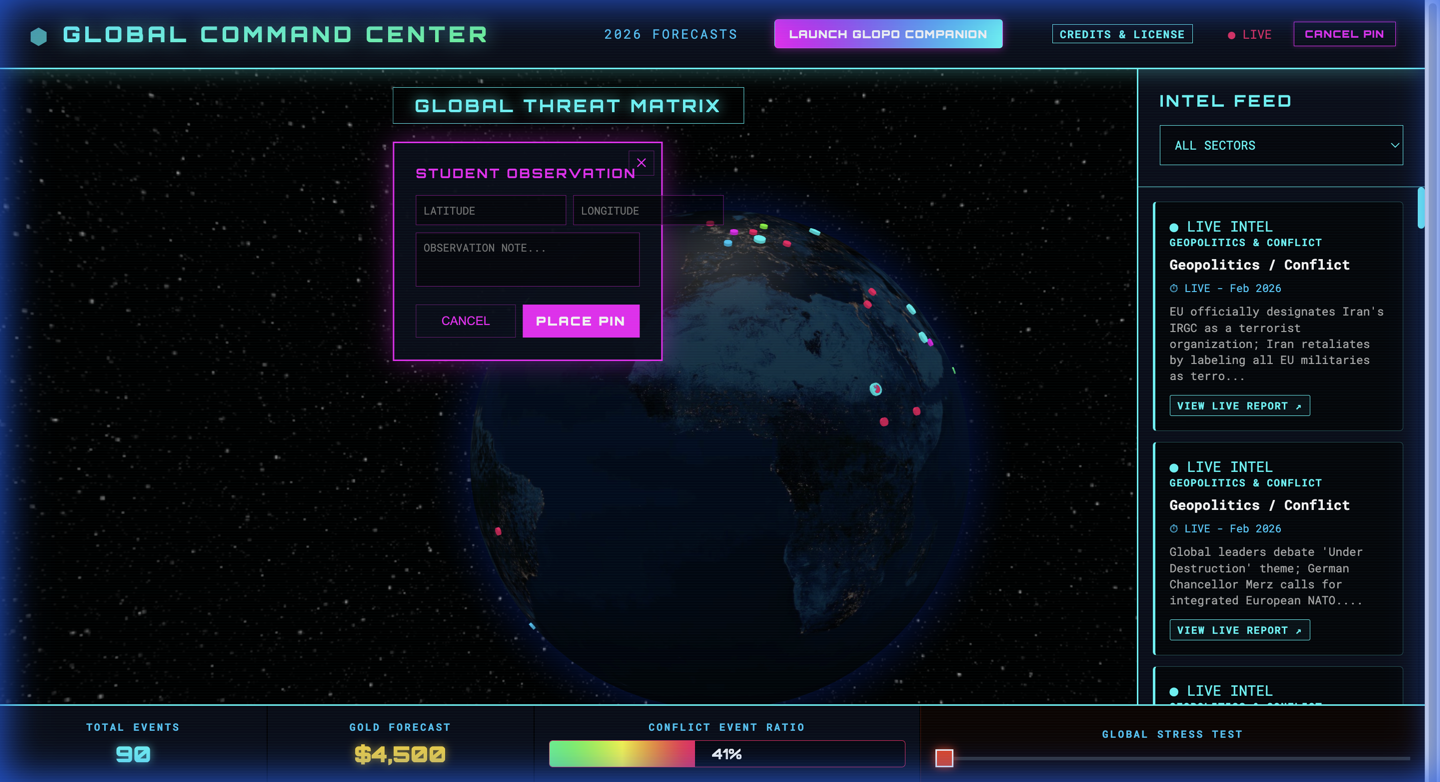 GLOBAL COMMAND CENTER
2026 FORECASTS
LAUNCH GLOPO COMPANION
CREDITS & LICENSE
LIVE
CANCEL PIN
GLOBAL THREAT MATRIX
STUDENT OBSERVATION
LATITUDE
LONGITUDE
OBSERVATION NOTE...
CANCEL
PLACE PIN
INTEL FEED
ALL SECTORS
LIVE INTEL
GEOPOLITICS & CONFLICT
Geopolitics / Conflict
LIVE - Feb 2026
EU officially designates Iran's
IRGC as a terrorist
organization; Iran retaliates
by labeling all EU militaries
as terro...
VIEW LIVE REPORT ↗
LIVE INTEL
GEOPOLITICS & CONFLICT
Geopolitics / Conflict
LIVE - Feb 2026
Global leaders debate 'Under
Destruction' theme; German
Chancellor Merz calls for
integrated European NATO....
VIEW LIVE REPORT ↗
LIVE INTEL
TOTAL EVENTS
90
GOLD FORECAST
$4,500
CONFLICT EVENT RATIO
41%
GLOBAL STRESS TEST